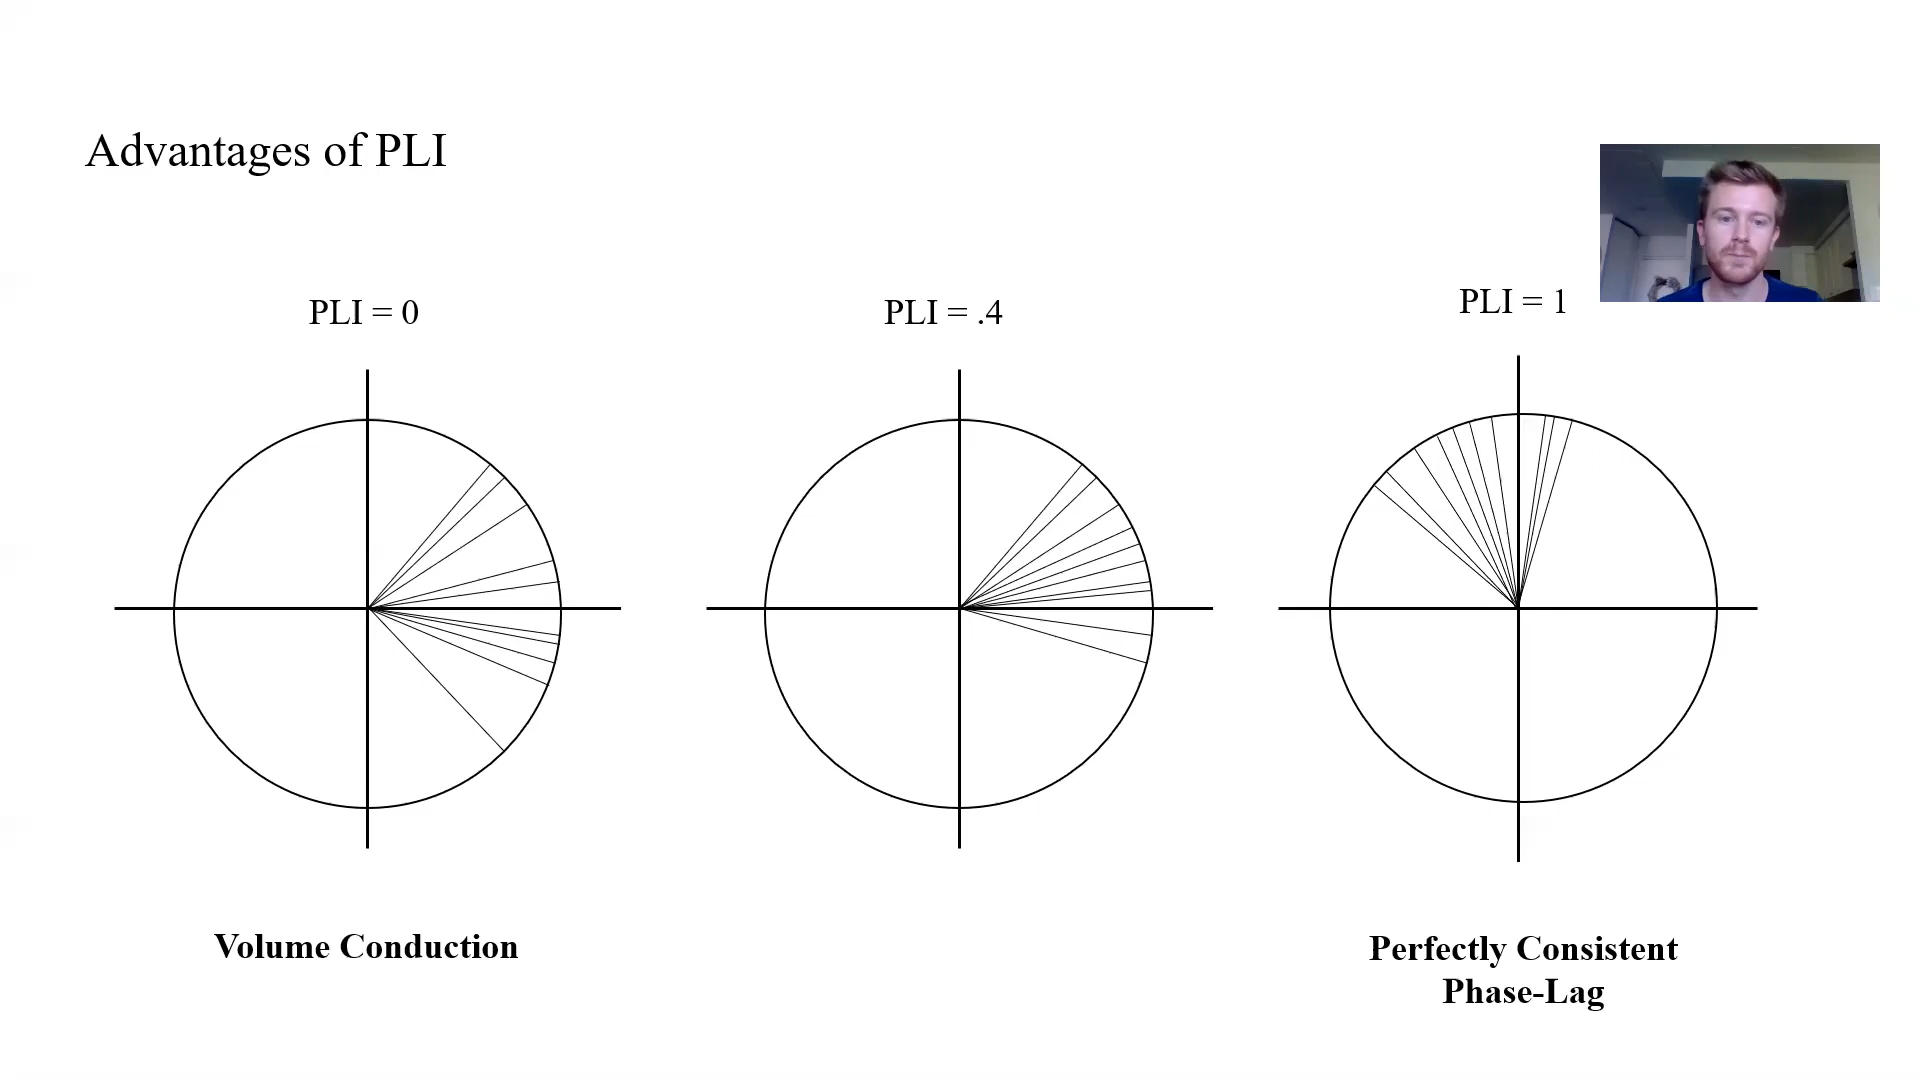 Advantages of PLI
PLI = 0
PLI = .4
PLI = 1
Volume Conduction
Perfectly Consistent
Phase-Lag